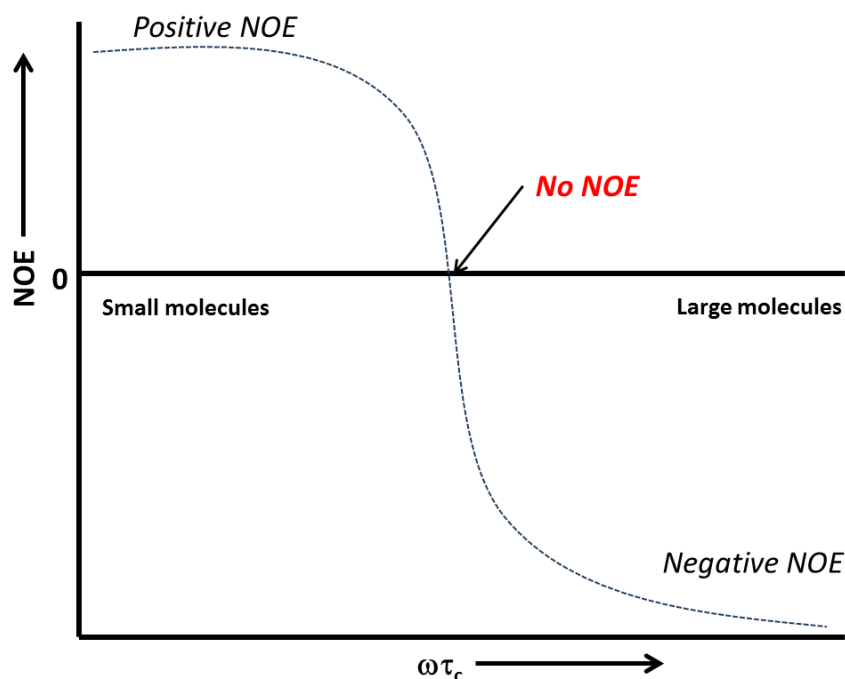 Positive NOE
No NOE
NOE
0
Small molecules
Large molecules
Negative NOE
ωτc